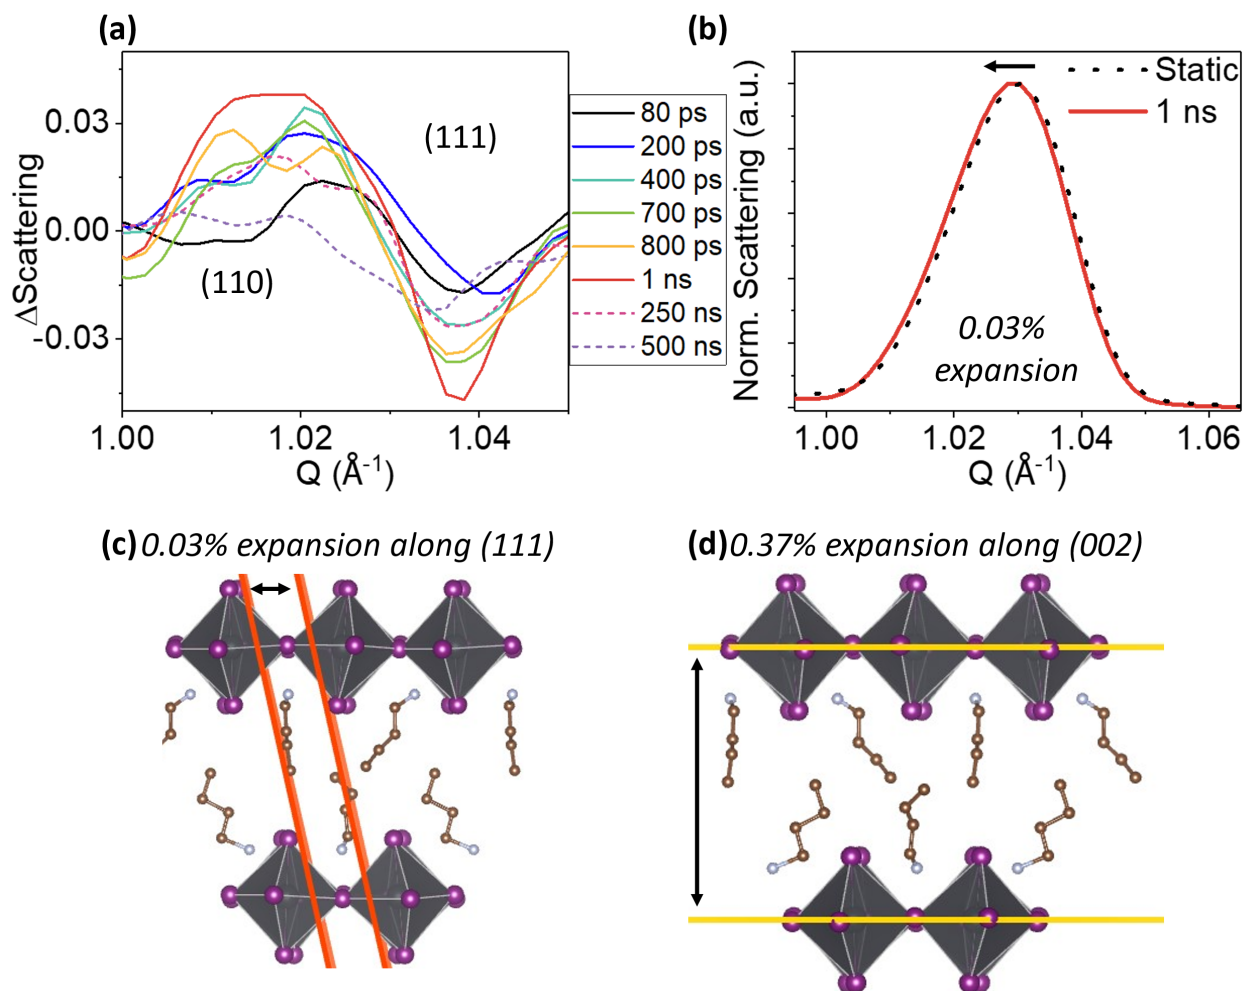 (a)
(b)
ΔScattering
0.03
0.00
-0.03
(111)
(110)
1.00
1.02
1.04
Q (Å⁻¹)
80 ps
200 ps
400 ps
700 ps
800 ps
1 ns
250 ns
500 ns
Norm. Scattering (a.u.)
Static
1 ns
0.03%
expansion
1.00
1.02
1.04
1.06
Q (Å⁻¹)
(c) 0.03% expansion along (111)
(d) 0.37% expansion along (002)